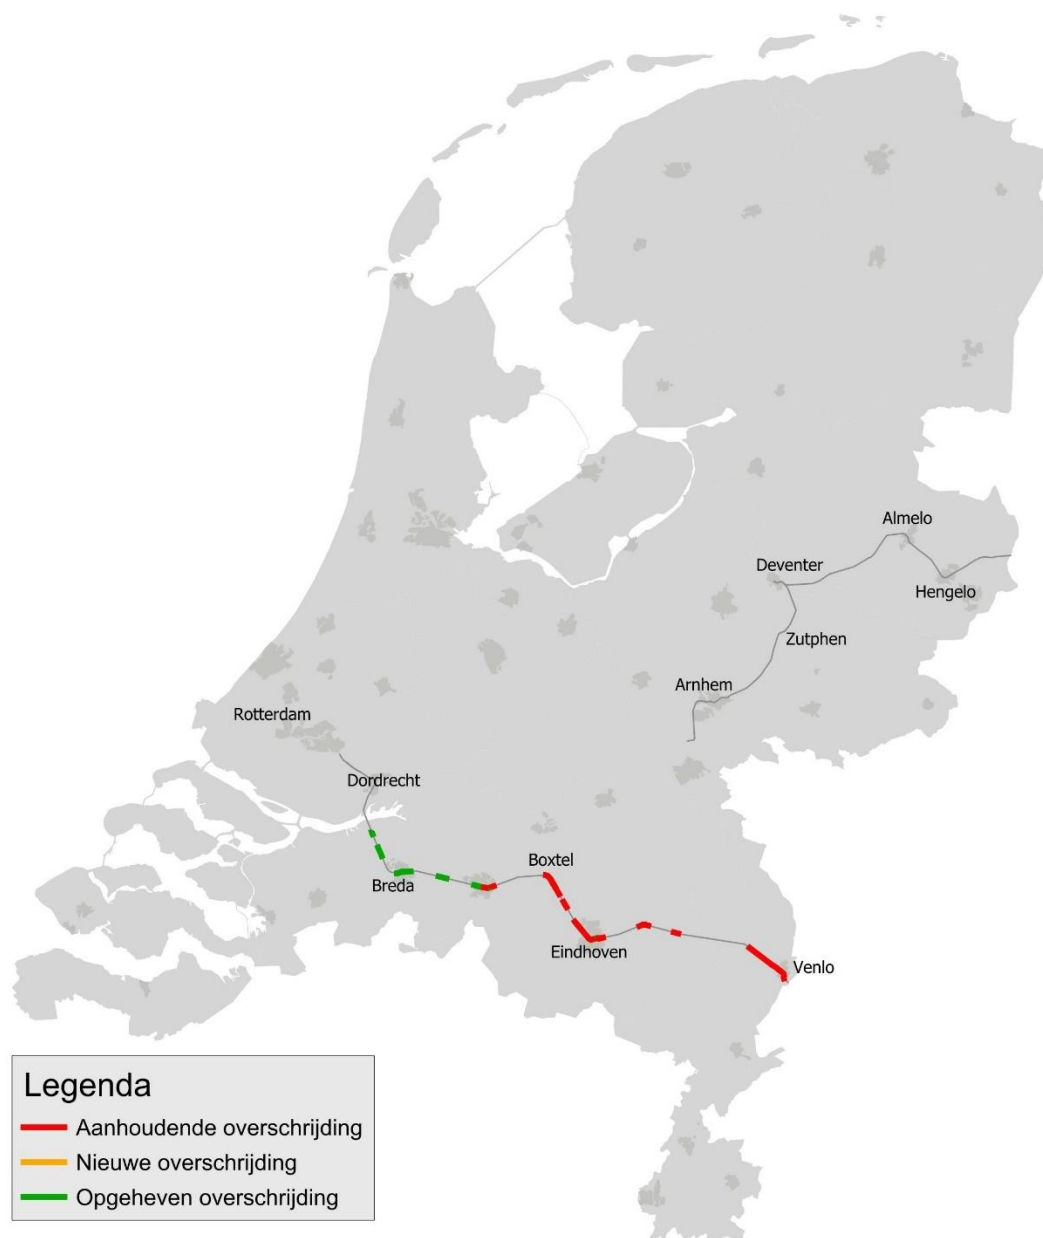 Almelo
Deventer
Hengelo
Zutphen
Arnhem
Rotterdam
Dordrecht
Boxtel
Breda
Eindhoven
Venlo
Legenda
Aanhoudende overschrijding
Nieuwe overschrijding
Opgeheven overschrijding